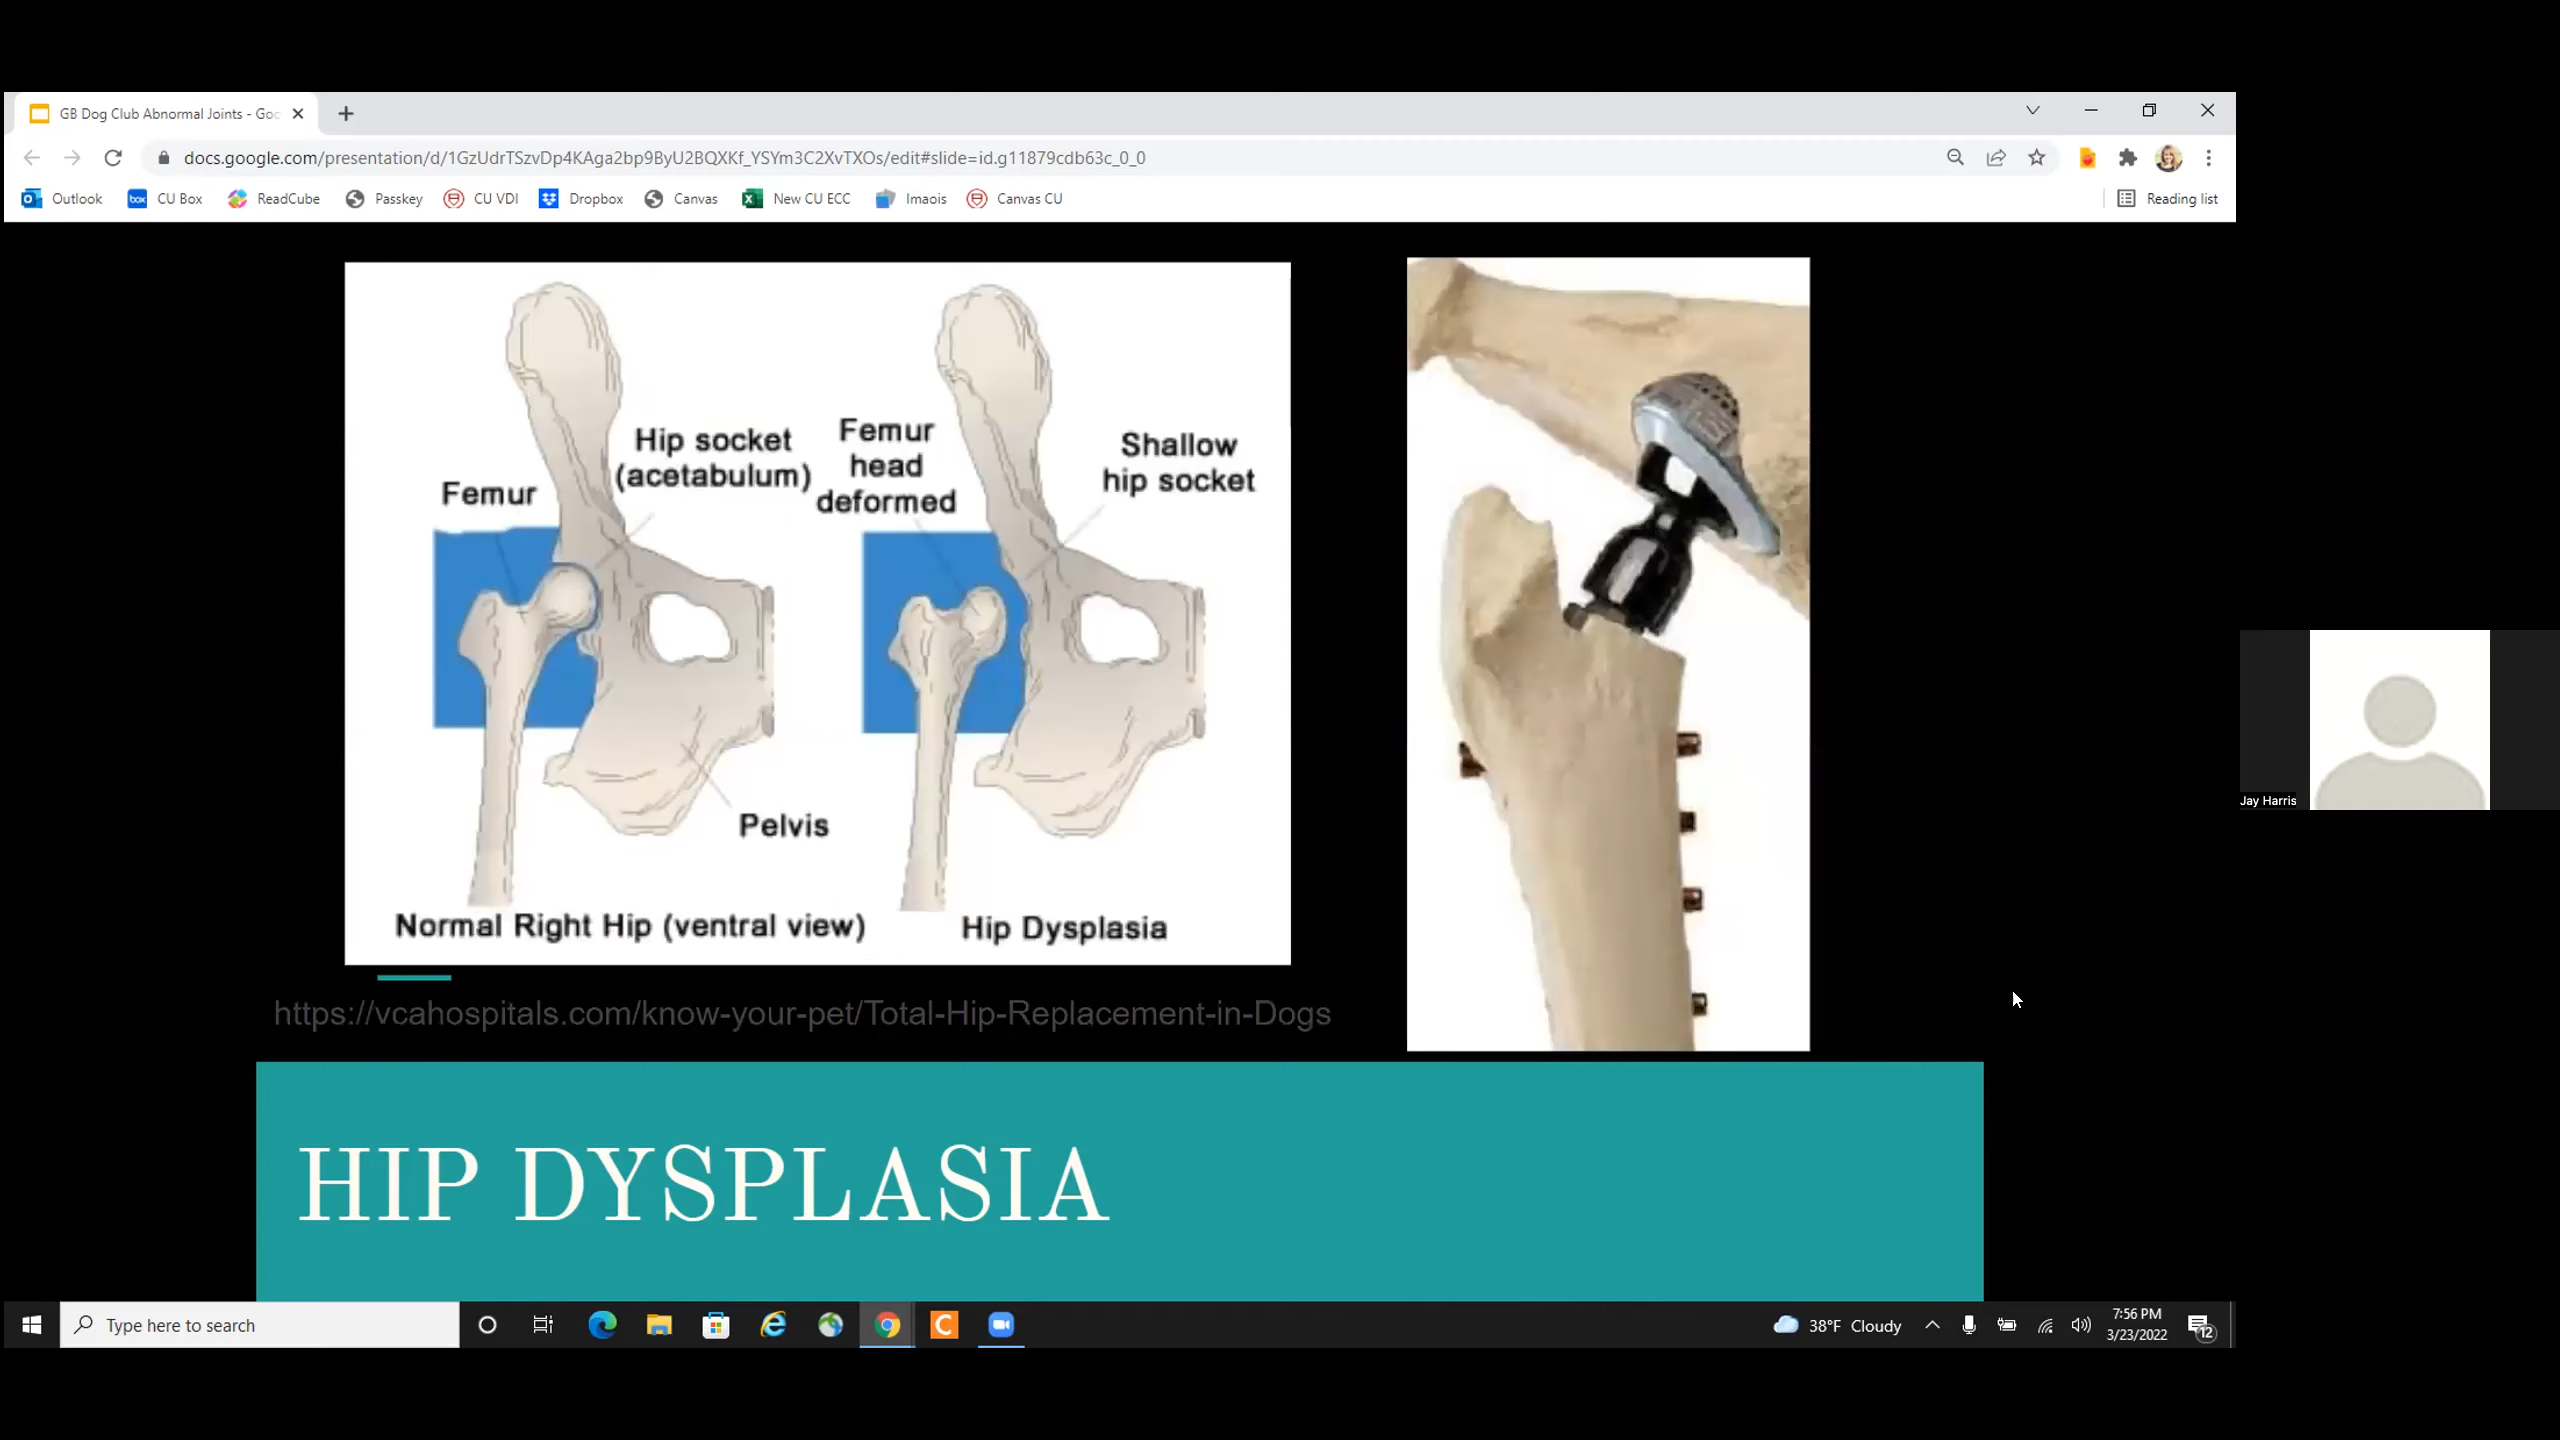 GB Dog Club Abnormal Joints - Goo
docs.google.com/presentation/d/1GzUdrTSzvDp4KAga2bp9ByU2BQXKf_YSYm3C2XvTXOs/edit#slide=id.g11879cdb63c_0_0
Outlook
box CU Box
ReadCube
Passkey
CU VDI
Dropbox
Canvas
New CU ECC
Imaois
Canvas CU
Reading list
Femur
Hip socket
(acetabulum)
Femur
head
deformed
Shallow
hip socket
Pelvis
Normal Right Hip (ventral view)
Hip Dysplasia
https://vcahospitals.com/know-your-pet/Total-Hip-Replacement-in-Dogs
HIP DYSPLASIA
Jay Harris
Type here to search
38°F Cloudy
7:56 PM
3/23/2022
12